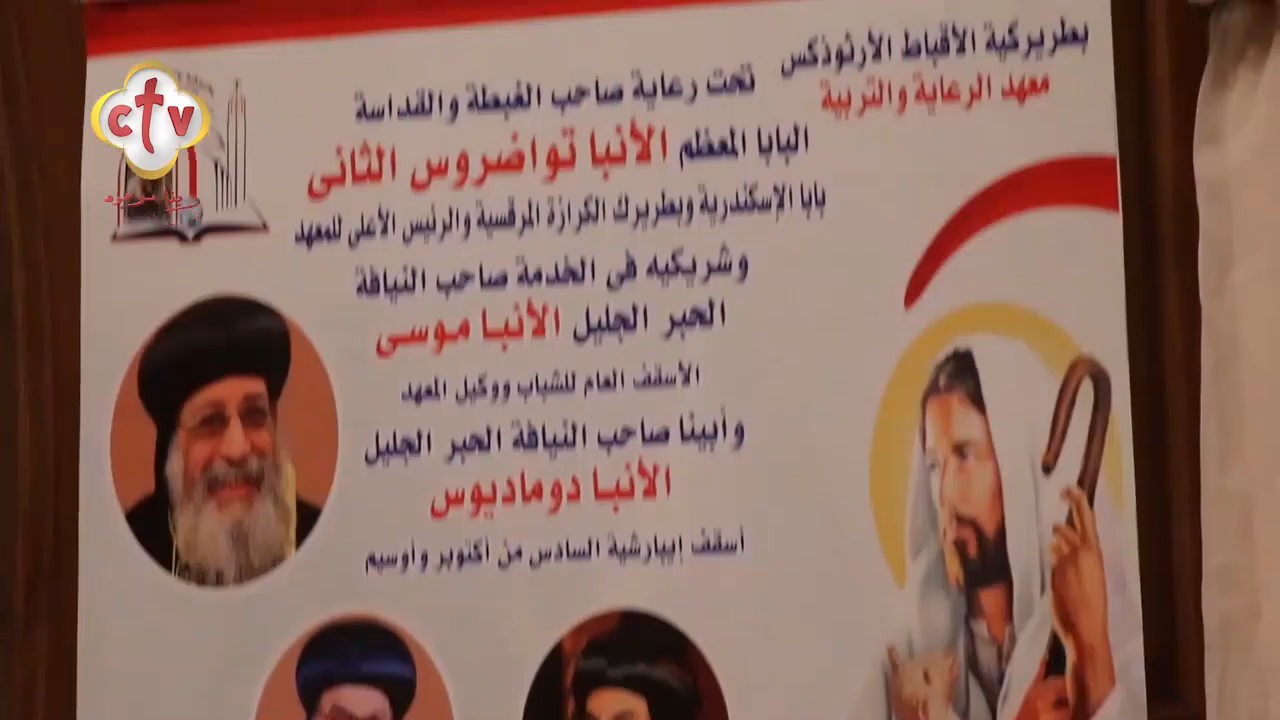 بطريركية الأقباط الأرثوذكس
معهد الرعاية والتربية
تحت رعاية صاحب الغبطة والقداسة
البابا المعظم الأنبا تواضروس الثانى
بابا الإسكندرية وبطريرك الكرازة المرقسية والرئيس الأعلى للمعهد
وشريكيه فى الخدمة صاحب النيافة
الحبر الجليل الأنبا موسى
الأسقف العام للشباب ووكيل المعهد
وأبينا صاحب النيافة الحبر الجليل
الأنبا دوماديوس
أسقف إيبارشية السادس من أكتوبر وأوسيم
ctv